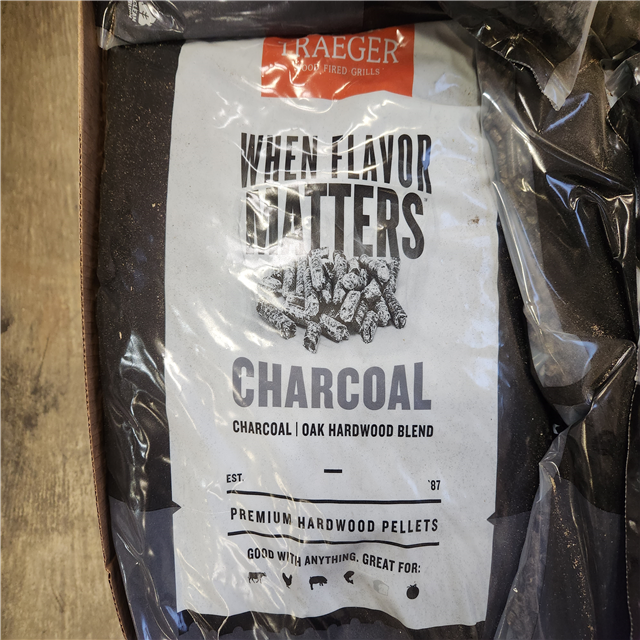 TRAEGER
WOOD FIRED GRILLS
WHEN FLAVOR
MATTERS
CHARCOAL
CHARCOAL | OAK HARDWOOD BLEND
EST. '87
PREMIUM HARDWOOD PELLETS
GOOD WITH ANYTHING. GREAT FOR: